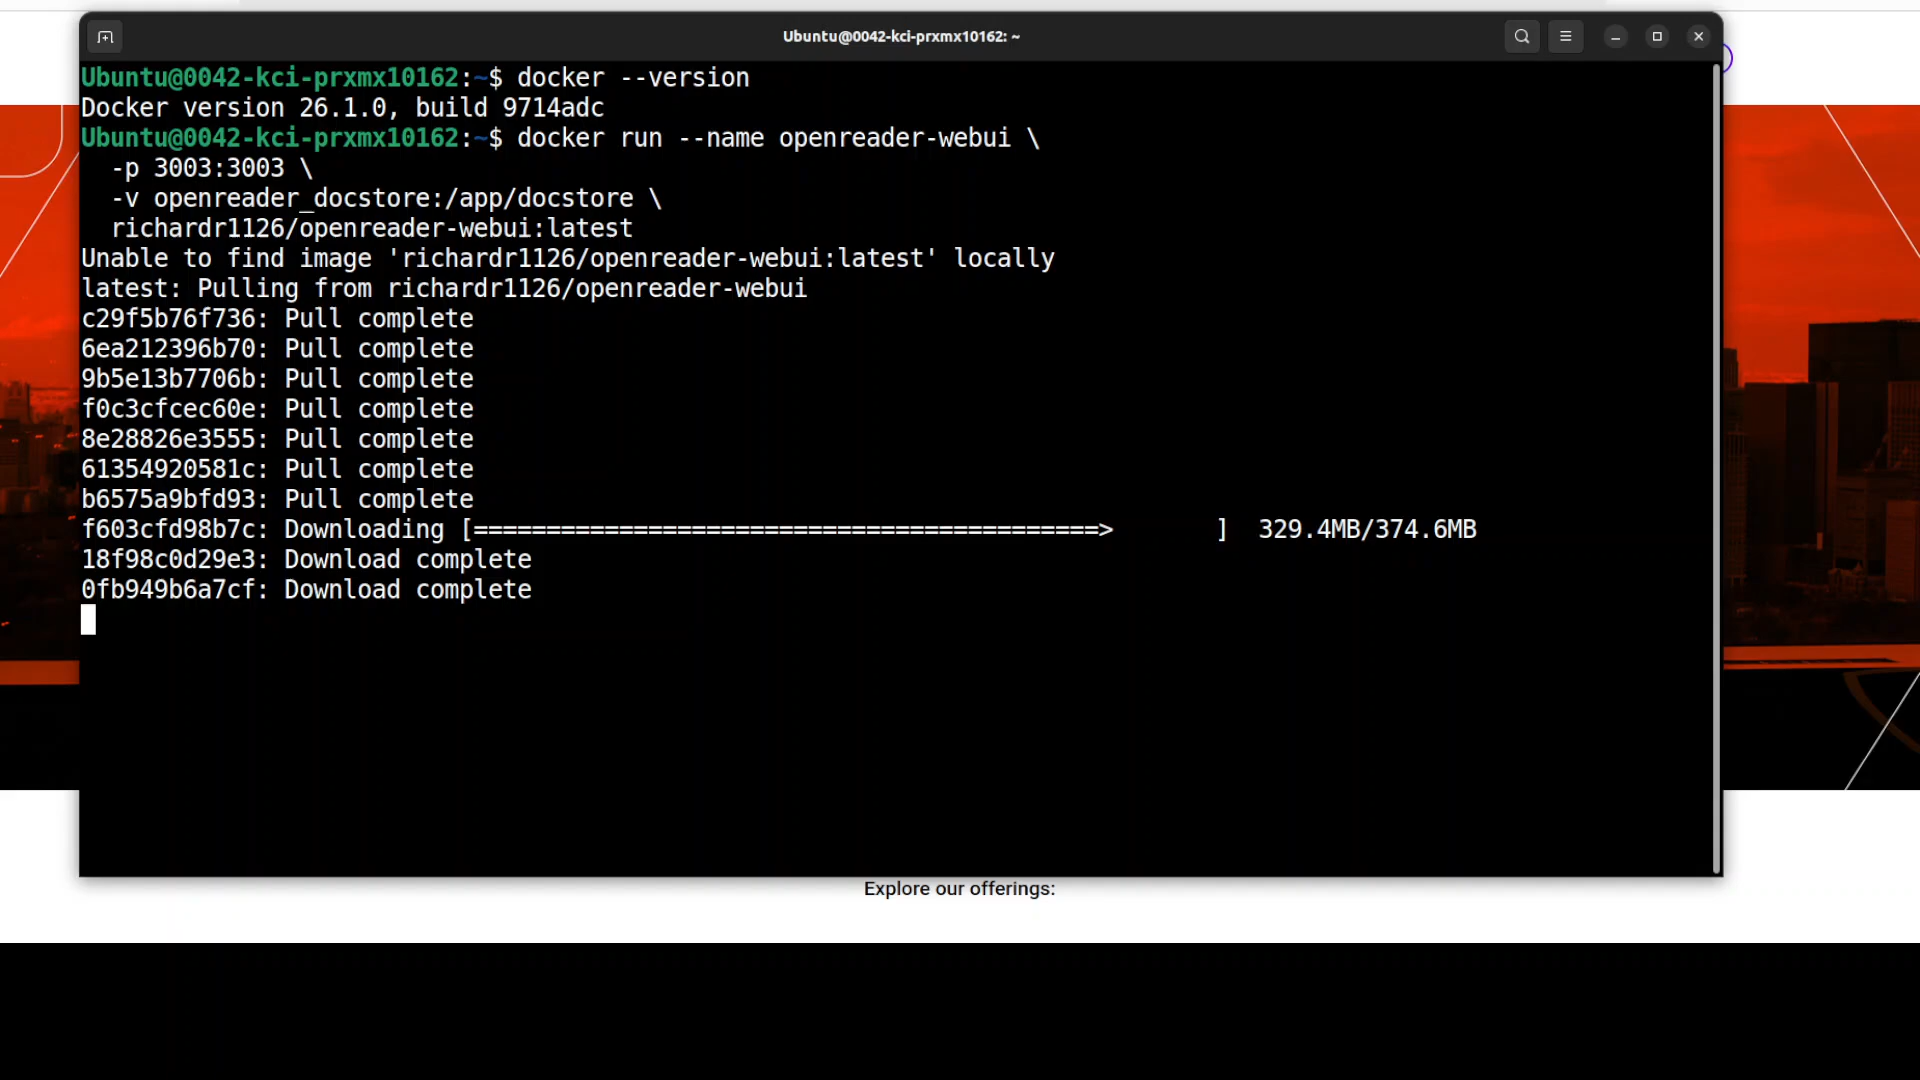 Ubuntu@0042-kci-prxmx10162: ~
Ubuntu@0042-kci-prxmx10162:~$ docker --version
Docker version 26.1.0, build 9714adc
Ubuntu@0042-kci-prxmx10162:~$ docker run --name openreader-webui \
-p 3003:3003 \
-v openreader_docstore:/app/docstore \
richardr1126/openreader-webui:latest
Unable to find image 'richardr1126/openreader-webui:latest' locally
latest: Pulling from richardr1126/openreader-webui
c29f5b76f736: Pull complete
6ea212396b70: Pull complete
9b5e13b7706b: Pull complete
f0c3cfcec60e: Pull complete
8e28826e3555: Pull complete
61354920581c: Pull complete
b6575a9bfd93: Pull complete
f603cfd98b7c: Downloading [===========================================>       ]  329.4MB/374.6MB
18f98c0d29e3: Download complete
0fb949b6a7cf: Download complete
Explore our offerings: